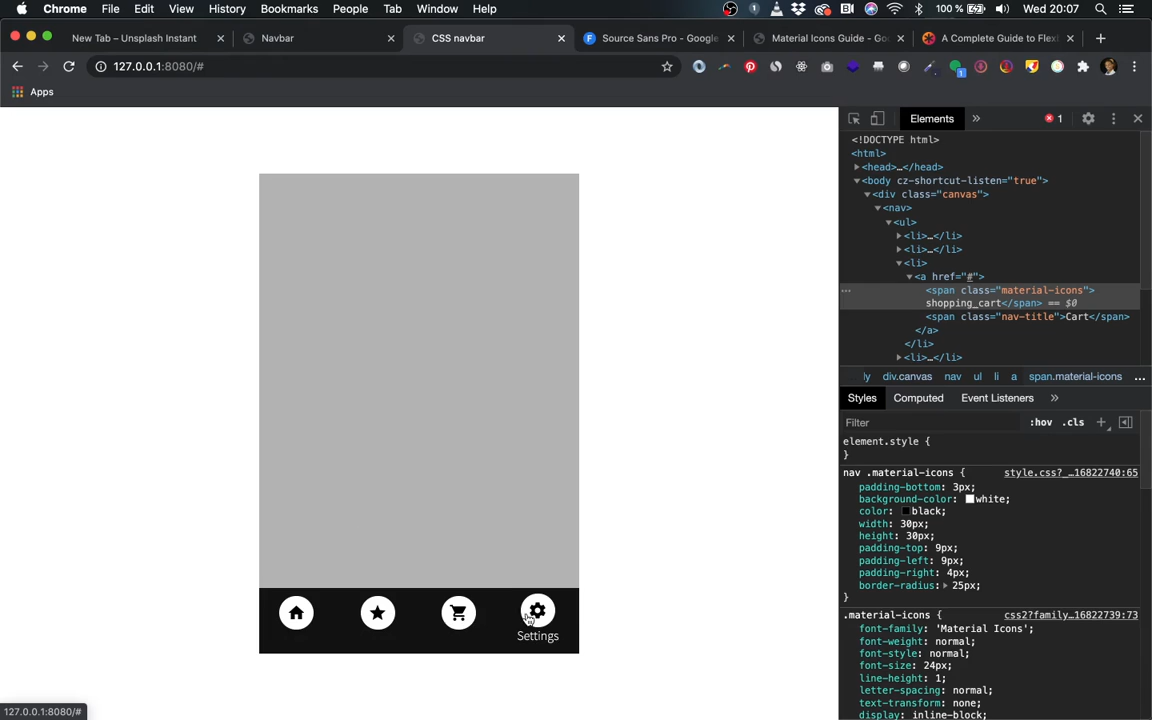 Chrome File Edit View History Bookmarks People Tab Window Help 100 % Wed 20:07
New Tab – Unsplash Instant Navbar CSS navbar Source Sans Pro - Google Material Icons Guide - Goo A Complete Guide to Flexi
127.0.0.1:8080/# 1
Apps
Elements » 1
<!DOCTYPE html>
<html>
<head>…</head>
<body cz-shortcut-listen="true">
<div class="canvas">
<nav>
<ul>
<li>…</li>
<li>…</li>
<li>
<a href="#">
<span class="material-icons">
shopping_cart</span> == $0
<span class="nav-title">Cart</span>
</a>
</li>
<li>…</li>
ly div.canvas nav ul li a span.material-icons ...
Styles Computed Event Listeners »
Filter :hov .cls +
element.style {
}
nav .material-icons { style.css?_…16822740:65
padding-bottom: 3px;
background-color: white;
color: black;
width: 30px;
height: 30px;
padding-top: 9px;
padding-left: 9px;
padding-right: 4px;
border-radius: 25px;
}
.material-icons { css2?family…16822739:73
font-family: 'Material Icons';
font-weight: normal;
font-style: normal;
font-size: 24px;
line-height: 1;
letter-spacing: normal;
text-transform: none;
display: inline-block;
Settings
127.0.0.1:8080/#